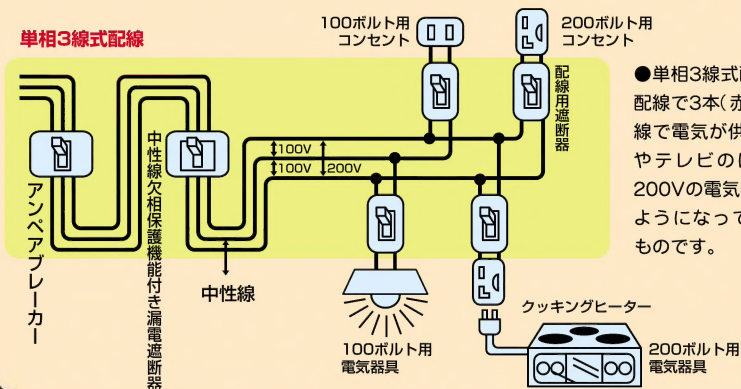 単相3線式配線
100ボルト用
コンセント
200ボルト用
コンセント
配線用遮断器
100V
100V
200V
アンペアブレーカー
中性線欠相保護機能付き漏電遮断器
中性線
100ボルト用
電気器具
クッキングヒーター
200ボルト用
電気器具
●単相3線式
配線で3本(赤
線で電気が供
やテレビのほ
200Vの電気
ようになって
ものです。